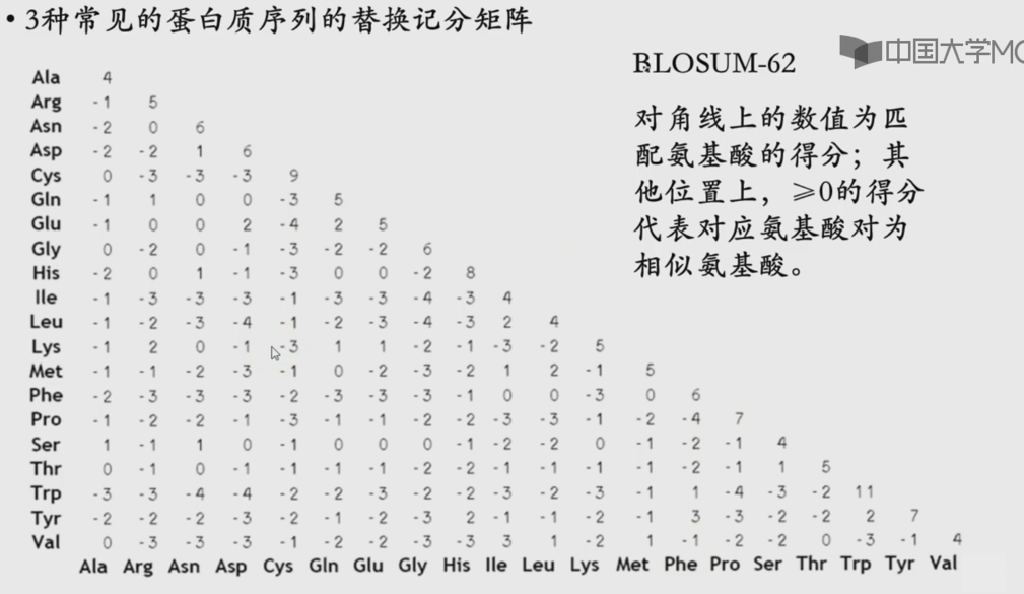 • 3种常见的蛋白质序列的替换记分矩阵
中国大学MO
BLOSUM-62
对角线上的数值为匹
配氨基酸的得分；其
他位置上，≥0的得分
代表对应氨基酸对为
相似氨基酸。
Ala 4
Arg -1 5
Asn -2 0 6
Asp -2 -2 1 6
Cys 0 -3 -3 -3 9
Gln -1 1 0 0 -3 5
Glu -1 0 0 2 -4 2 5
Gly 0 -2 0 -1 -3 -2 -2 6
His -2 0 1 -1 -3 0 0 -2 8
Ile -1 -3 -3 -3 -1 -3 -3 -4 -3 4
Leu -1 -2 -3 -4 -1 -2 -3 -4 -3 2 4
Lys -1 2 0 -1 -3 1 1 -2 -1 -3 -2 5
Met -1 -1 -2 -3 -1 0 -2 -3 -2 1 2 -1 5
Phe -2 -3 -3 -3 -2 -3 -3 -3 -1 0 0 -3 0 6
Pro -1 -2 -2 -1 -3 -1 -1 -2 -2 -3 -3 -1 -2 -4 7
Ser 1 -1 1 0 -1 0 0 0 -1 -2 -2 0 -1 -2 -1 4
Thr 0 -1 0 -1 -1 -1 -1 -2 -2 -1 -1 -1 -1 -2 -1 1 5
Trp -3 -3 -4 -4 -2 -2 -3 -2 -2 -3 -2 -3 -1 1 -4 -3 -2 11
Tyr -2 -2 -2 -3 -2 -1 -2 -3 2 -1 -1 -2 -1 3 -3 -2 -2 2 7
Val 0 -3 -3 -3 -1 -2 -2 -3 -3 3 1 -2 1 -1 -2 -2 0 -3 -1 4
Ala Arg Asn Asp Cys Gln Glu Gly His Ile Leu Lys Met Phe Pro Ser Thr Trp Tyr Val